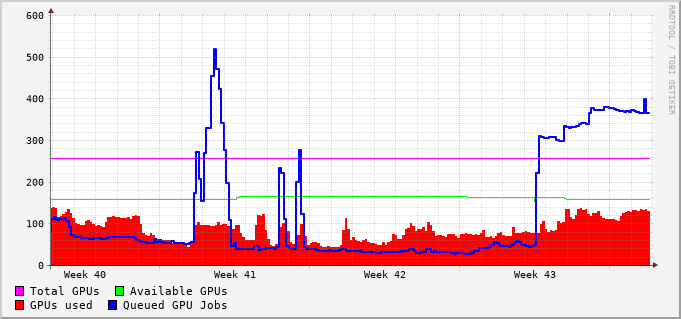 600
500
400
300
200
100
0
Week 40 Week 41 Week 42 Week 43
Total GPUs Available GPUs
GPUs used Queued GPU Jobs
RRDTOOL / TOBI OETIKER